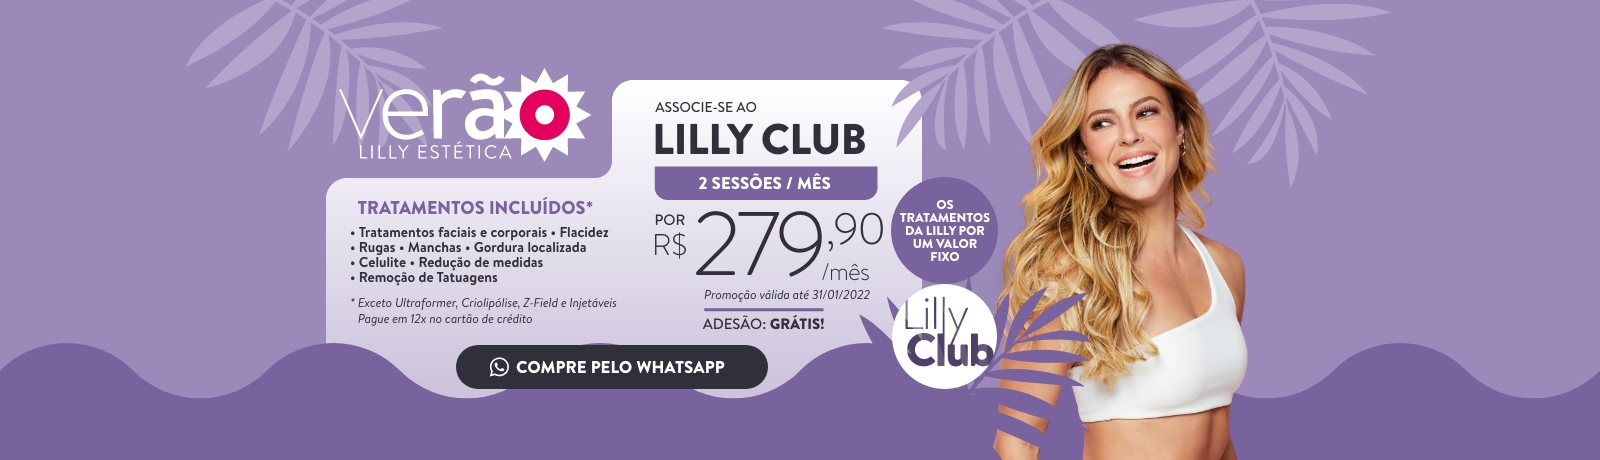 verão
LILLY ESTÉTICA
TRATAMENTOS INCLUÍDOS*
• Tratamentos faciais e corporais • Flacidez
• Rugas • Manchas • Gordura localizada
• Celulite • Redução de medidas
• Remoção de Tatuagens
* Exceto Ultraformer, Criolipólise, Z-Field e Injetáveis
Pague em 12x no cartão de crédito
ASSOCIE-SE AO
LILLY CLUB
2 SESSÕES / MÊS
POR
R$ 279,90
/mês
Promoção válida até 31/01/2022
ADESÃO: GRÁTIS!
COMPRE PELO WHATSAPP
OS
TRATAMENTOS
DA LILLY POR
UM VALOR
FIXO
Lilly
Club